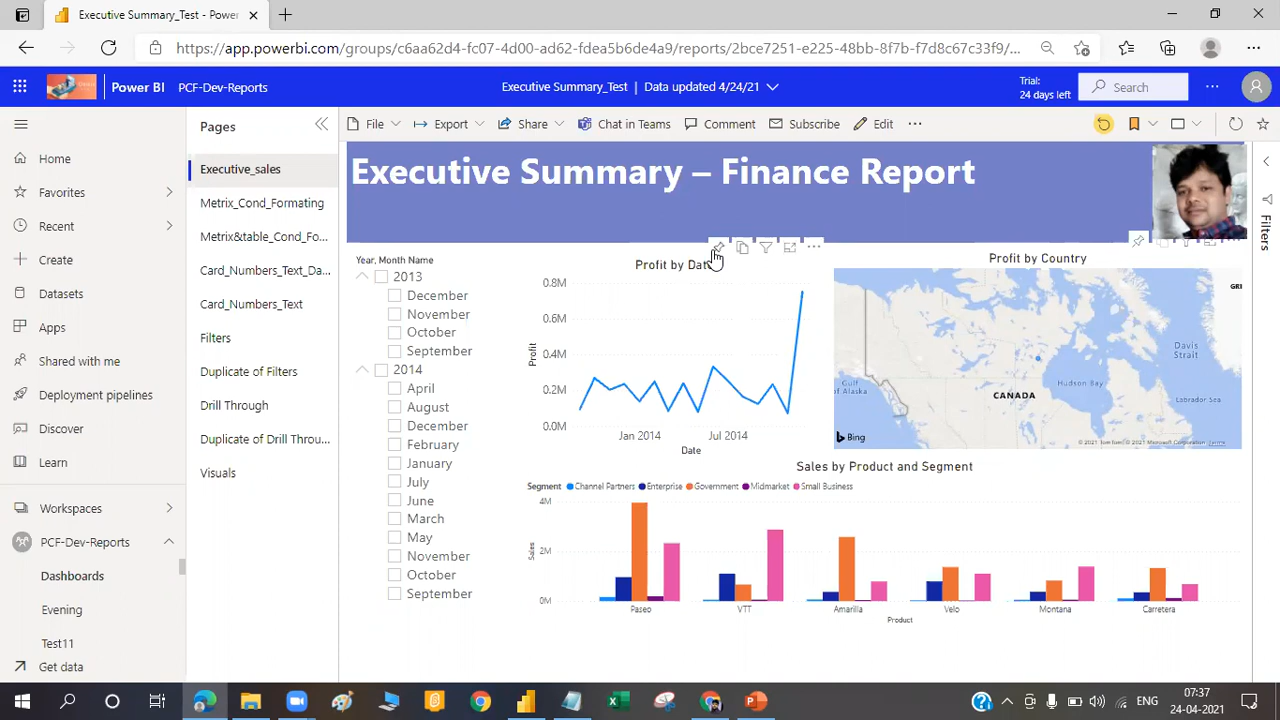 Executive Summary_Test - Power
https://app.powerbi.com/groups/c6aa62d4-fc07-4d00-ad62-fdea5b6de4a9/reports/2bce7251-e225-48bb-8f7b-f7d8c67c33f9/...
Power BI
PCF-Dev-Reports
Executive Summary_Test
Data updated 4/24/21
Trial:
24 days left
Search
Pages
File
Export
Share
Chat in Teams
Comment
Subscribe
Edit
Home
Favorites
Recent
Create
Datasets
Apps
Shared with me
Deployment pipelines
Discover
Learn
Workspaces
PCF-Dev-Reports
Dashboards
Evening
Test11
Get data
Executive_sales
Metrix_Cond_Formating
Metrix&table_Cond_Fo...
Card_Numbers_Text_Da...
Card_Numbers_Text
Filters
Duplicate of Filters
Drill Through
Duplicate of Drill Throu...
Visuals
Executive Summary – Finance Report
Filters
Year, Month Name
2013
December
November
October
September
2014
April
August
December
February
January
July
June
March
May
November
October
September
Profit by Date
0.8M
0.6M
0.4M
0.2M
0.0M
Profit
Jan 2014
Jul 2014
Date
Profit by Country
GRE
Davis
Strait
Gulf
of Alaska
CANADA
Hudson Bay
Labrador Sea
Bing
© 2021 TomTom, © 2021 Microsoft Corporation Terms
Sales by Product and Segment
Segment
Channel Partners
Enterprise
Government
Midmarket
Small Business
4M
2M
0M
Sales
Paseo
VTT
Amarilla
Velo
Montana
Carretera
Product
ENG
07:37
24-04-2021